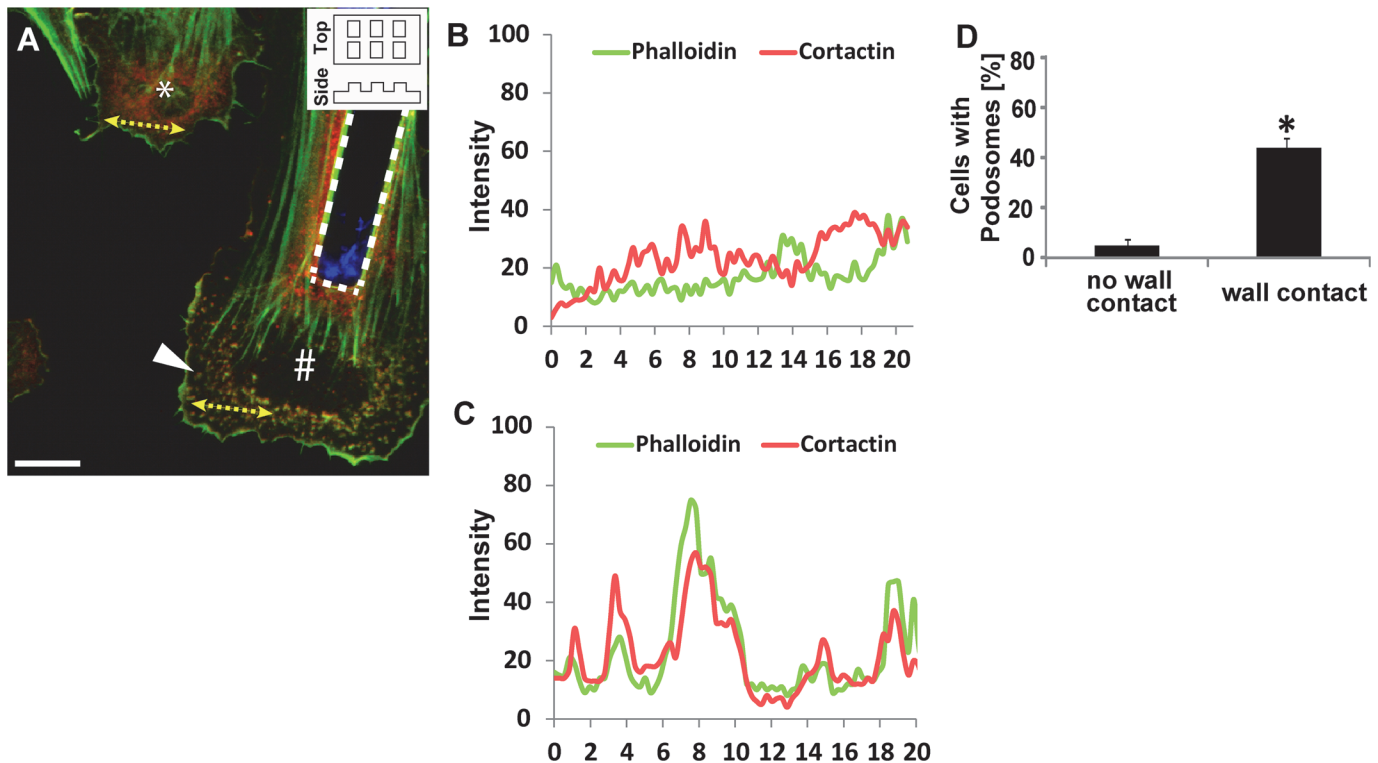 A
Top
Side
*
#
B
Phalloidin Cortactin
Intensity
100
80
60
40
20
0
0 2 4 6 8 10 12 14 16 18 20
C
Phalloidin Cortactin
Intensity
100
80
60
40
20
0
0 2 4 6 8 10 12 14 16 18 20
D
Cells with
Podosomes [%]
80
60
40
20
0
*
no wall
contact
wall contact